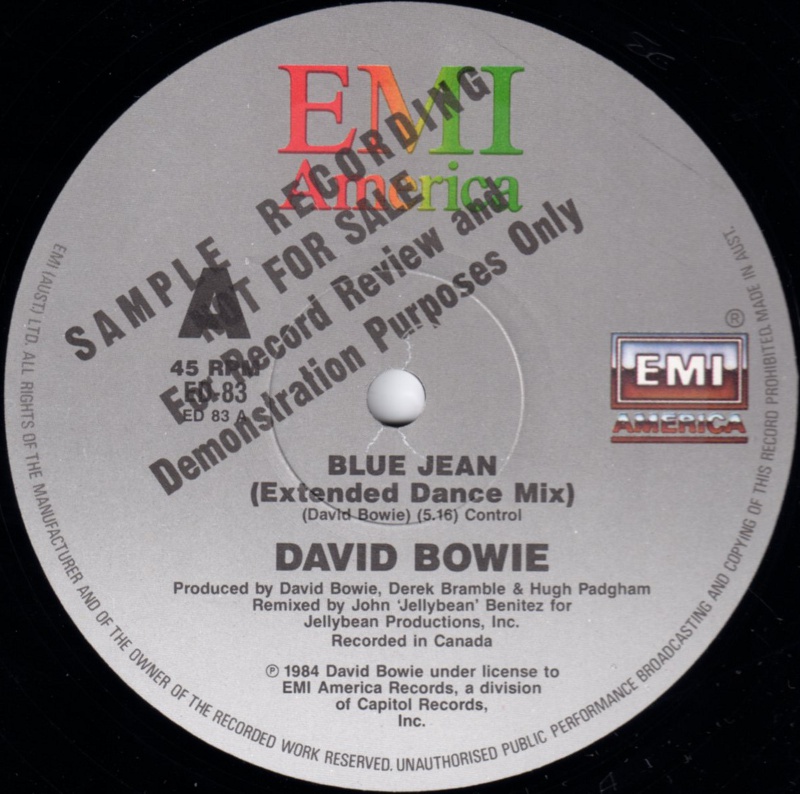 EMI
America
SAMPLE RECORDING
NOT FOR SALE
For Record Review and
Demonstration Purposes Only
A
45 RPM
ED-83
ED 83 A
®
EMI
AMERICA
BLUE JEAN
(Extended Dance Mix)
(David Bowie) (5.16) Control
DAVID BOWIE
Produced by David Bowie, Derek Bramble & Hugh Padgham
Remixed by John ‘Jellybean’ Benitez for
Jellybean Productions, Inc.
Recorded in Canada
℗ 1984 David Bowie under license to
EMI America Records, a division
of Capitol Records,
Inc.
EMI (AUST) LTD. ALL RIGHTS OF THE MANUFACTURER AND OF THE OWNER OF THE RECORDED WORK RESERVED. UNAUTHORISED PUBLIC PERFORMANCE BROADCASTING AND COPYING OF THIS RECORD PROHIBITED. MADE IN AUST.